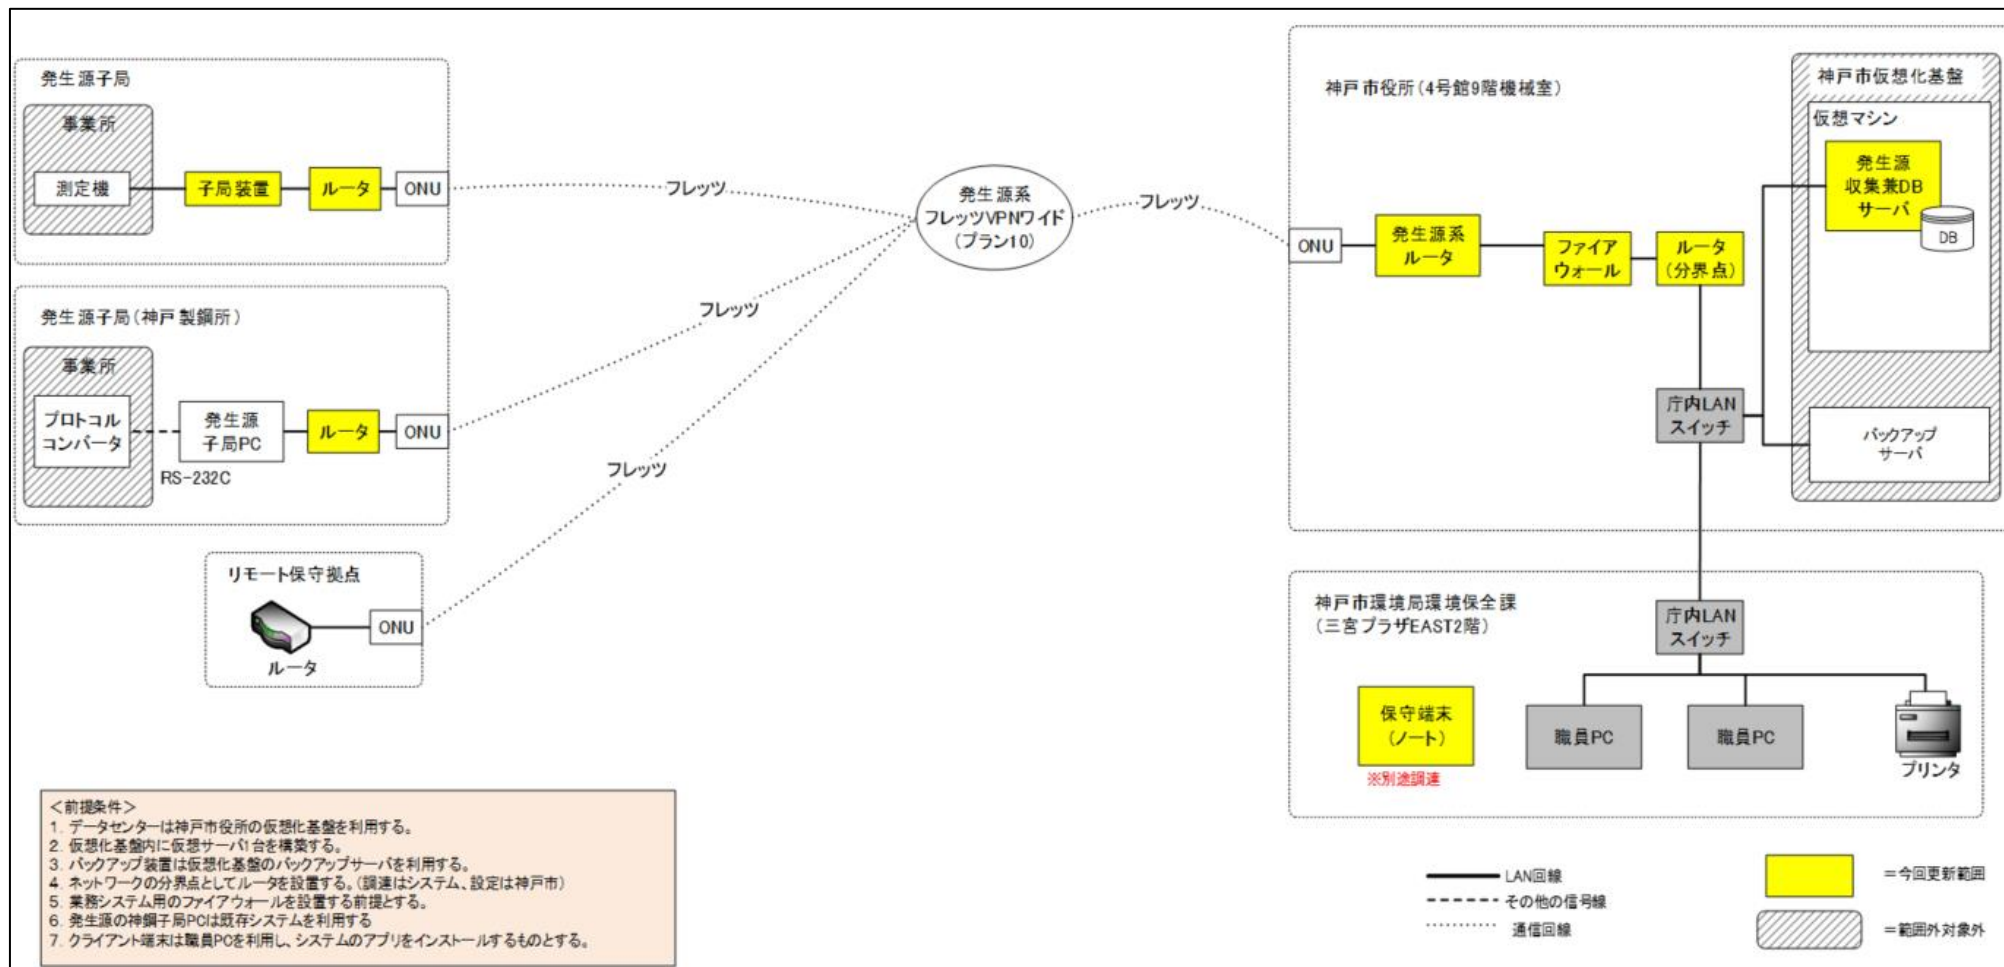 発生源子局
事業所
測定機
子局装置
ルータ
ONU
フレッツ
発生源子局(神戸製鋼所)
事業所
プロトコル
コンバータ
RS-232C
発生源
子局PC
ルータ
ONU
フレッツ
リモート保守拠点
ルータ
ONU
フレッツ
発生源系
フレッツVPNワイド
(プラン10)
フレッツ
神戸市役所(4号館9階機械室)
ONU
発生源系
ルータ
ファイア
ウォール
ルータ
(分界点)
神戸市仮想化基盤
仮想マシン
発生源
収集兼DB
サーバ
DB
庁内LAN
スイッチ
バックアップ
サーバ
神戸市環境局環境保全課
(三宮プラザEAST2階)
庁内LAN
スイッチ
保守端末
(ノート)
※別途調達
職員PC
職員PC
プリンタ
<前提条件>
1. データセンターは神戸市役所の仮想化基盤を利用する。
2. 仮想化基盤内に仮想サーバ1台を構築する。
3. バックアップ装置は仮想化基盤のバックアップサーバを利用する。
4. ネットワークの分界点としてルータを設置する。(調達はシステム、設定は神戸市)
5. 業務システム用のファイアウォールを設置する前提とする。
6. 発生源の神鋼子局PCは既存システムを利用する
7. クライアント端末は職員PCを利用し、システムのアプリをインストールするものとする。
LAN回線
その他の信号線
通信回線
=今回更新範囲
=範囲外対象外